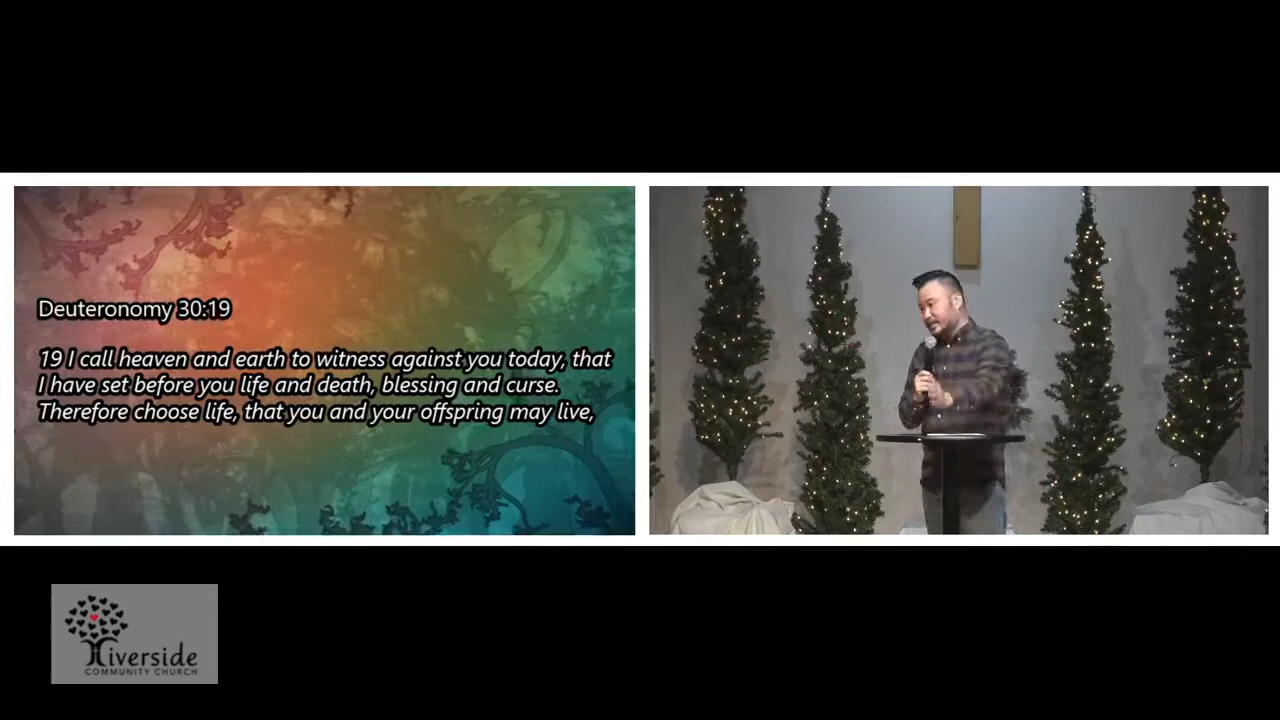 Deuteronomy 30:19
19 I call heaven and earth to witness against you today, that
I have set before you life and death, blessing and curse.
Therefore choose life, that you and your offspring may live,
Riverside
COMMUNITY CHURCH